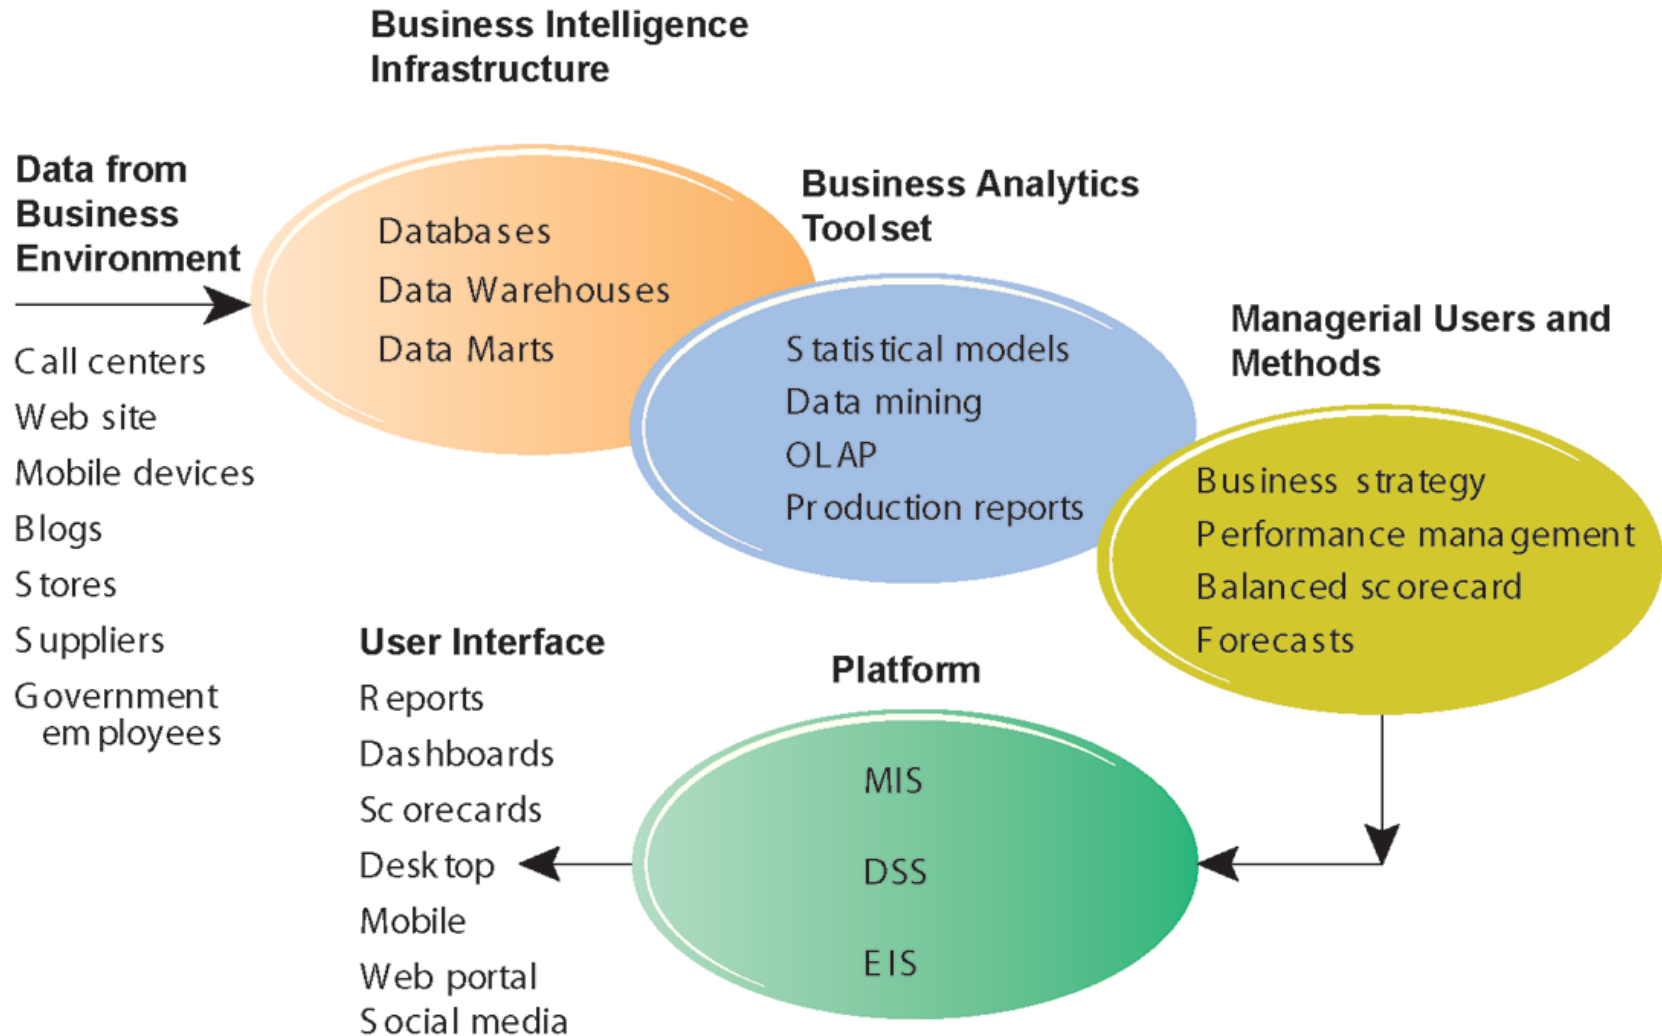 Business Intelligence
Infrastructure
Data from
Business
Environment
Call centers
Web site
Mobile devices
Blogs
Stores
Suppliers
Government
employees
Databases
Data Warehouses
Data Marts
Business Analytics
Toolset
Statistical models
Data mining
OLAP
Production reports
Managerial Users and
Methods
Business strategy
Performance management
Balanced scorecard
Forecasts
Platform
MIS
DSS
EIS
User Interface
Reports
Dashboards
Scorecards
Desktop
Mobile
Web portal
Social media